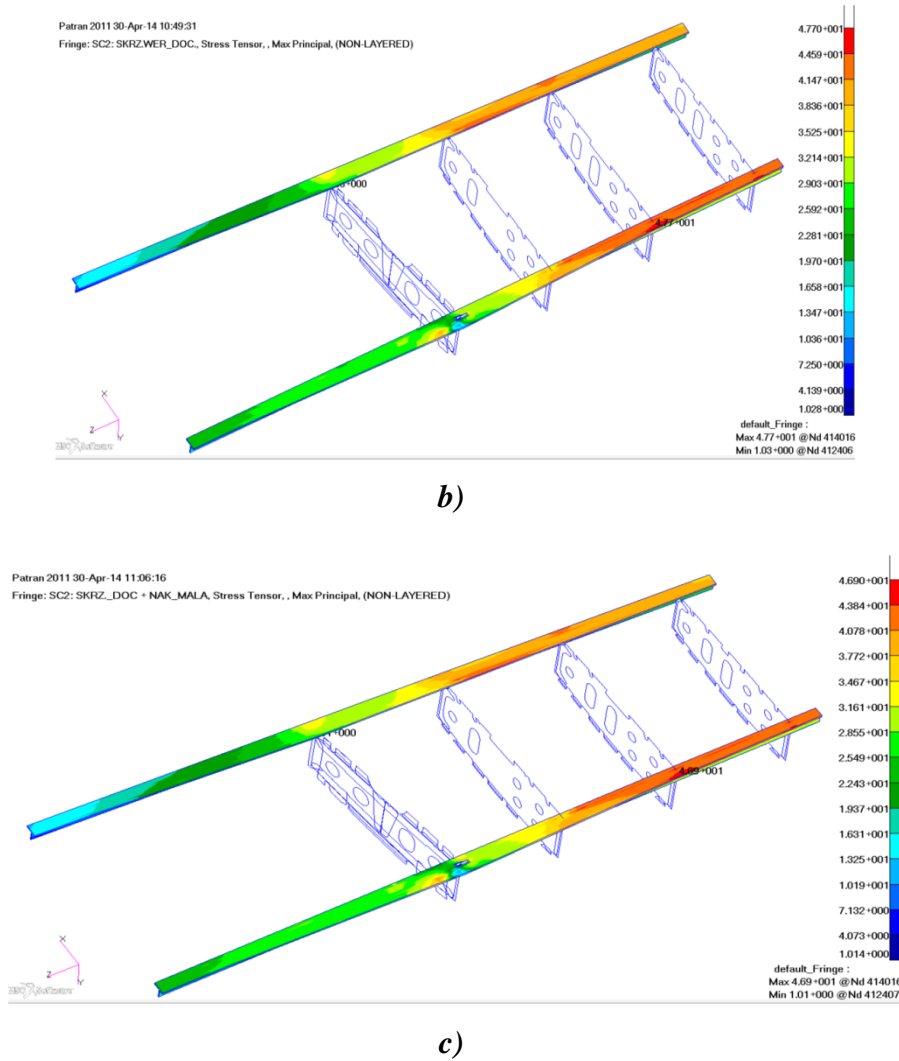 Patran 2011 30-Apr-14 10:49:31
Fringe: SC2: SKRZ.WER_DOC., Stress Tensor, , Max Principal, (NON-LAYERED)
4.770+001
4.459+001
4.147+001
3.836+001
3.525+001
3.214+001
2.903+001
2.592+001
2.281+001
1.970+001
1.658+001
1.347+001
1.036+001
7.250+000
4.139+000
1.028+000
+000
4.77+001
X
Z
Y
Software
default_Fringe :
Max 4.77+001 @Nd 414016
Min 1.03+000 @Nd 412406
b)
Patran 2011 30-Apr-14 11:06:16
Fringe: SC2: SKRZ._DOC + NAK_MALA, Stress Tensor, , Max Principal, (NON-LAYERED)
4.690+001
4.384+001
4.078+001
3.772+001
3.467+001
3.161+001
2.855+001
2.549+001
2.243+001
1.937+001
1.631+001
1.325+001
1.019+001
7.132+000
4.073+000
1.014+000
+000
4.69+001
X
Z
Y
Software
default_Fringe :
Max 4.69+001 @Nd 414016
Min 1.01+000 @Nd 412407
c)